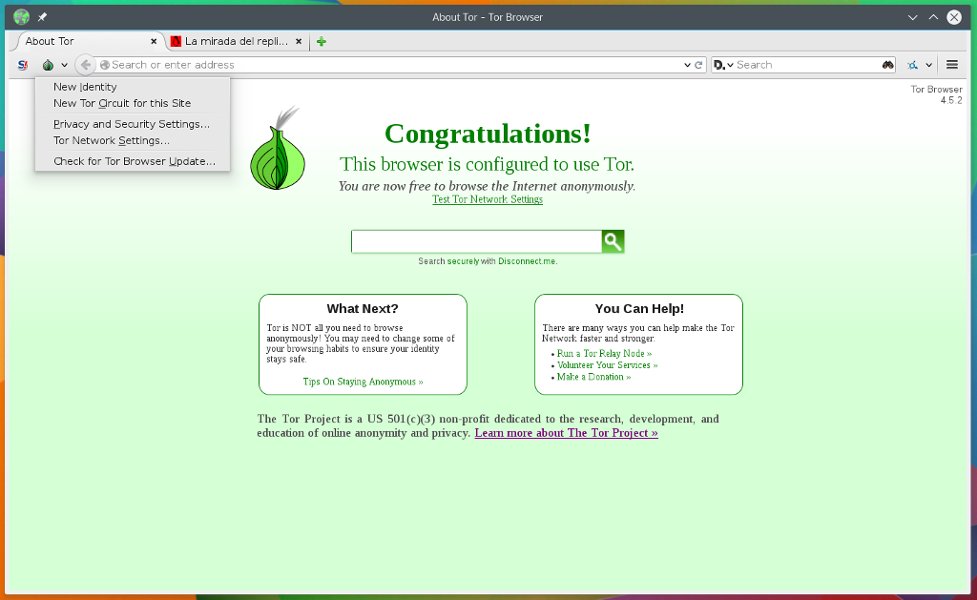 About Tor - Tor Browser
About Tor
La mirada del repli...
Search or enter address
Search
New Identity
New Tor Circuit for this Site
Privacy and Security Settings...
Tor Network Settings...
Check for Tor Browser Update...
Tor Browser
4.5.2
Congratulations!
This browser is configured to use Tor.
You are now free to browse the Internet anonymously.
Test Tor Network Settings
Search securely with Disconnect.me.
What Next?
Tor is NOT all you need to browse
anonymously! You may need to change some of
your browsing habits to ensure your identity
stays safe.
Tips On Staying Anonymous »
You Can Help!
There are many ways you can help make the Tor
Network faster and stronger:
• Run a Tor Relay Node »
• Volunteer Your Services »
• Make a Donation »
The Tor Project is a US 501(c)(3) non-profit dedicated to the research, development, and
education of online anonymity and privacy. Learn more about The Tor Project »